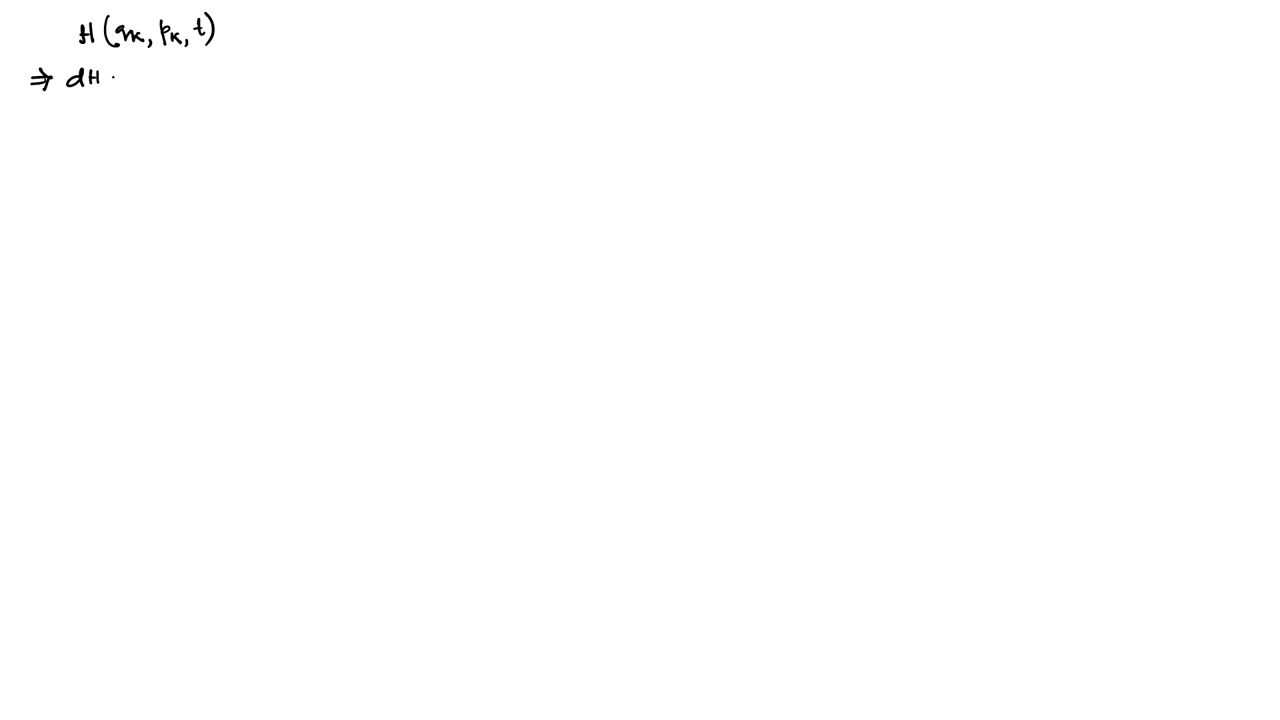 H(qₖ, pₖ, t)
⇒ dH